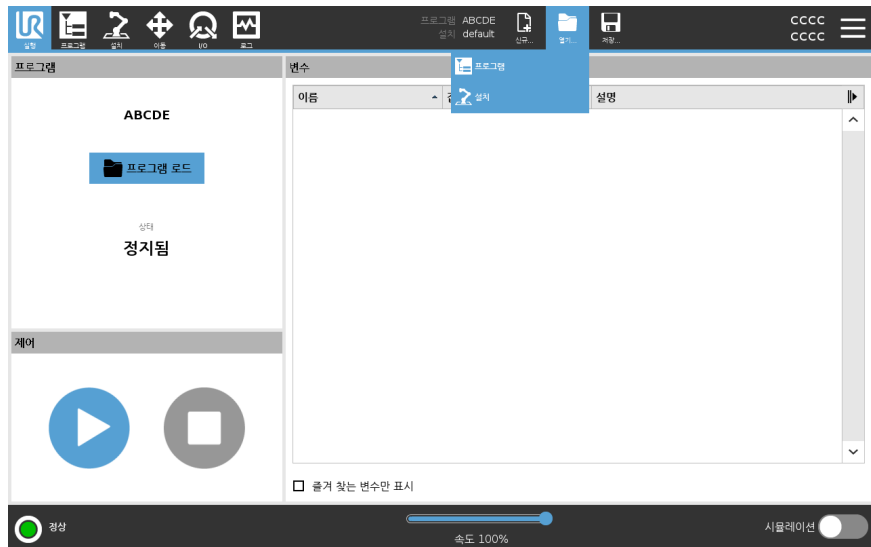 UR
실행
프로그램
설치
이동
I/O
로그
프로그램 ABCDE
설치 default
신규...
열기...
저장...
CCCC
CCCC
프로그램
설치
프로그램
ABCDE
프로그램 로드
상태
정지됨
제어
변수
이름
설명
즐겨 찾는 변수만 표시
정상
속도 100%
시뮬레이션